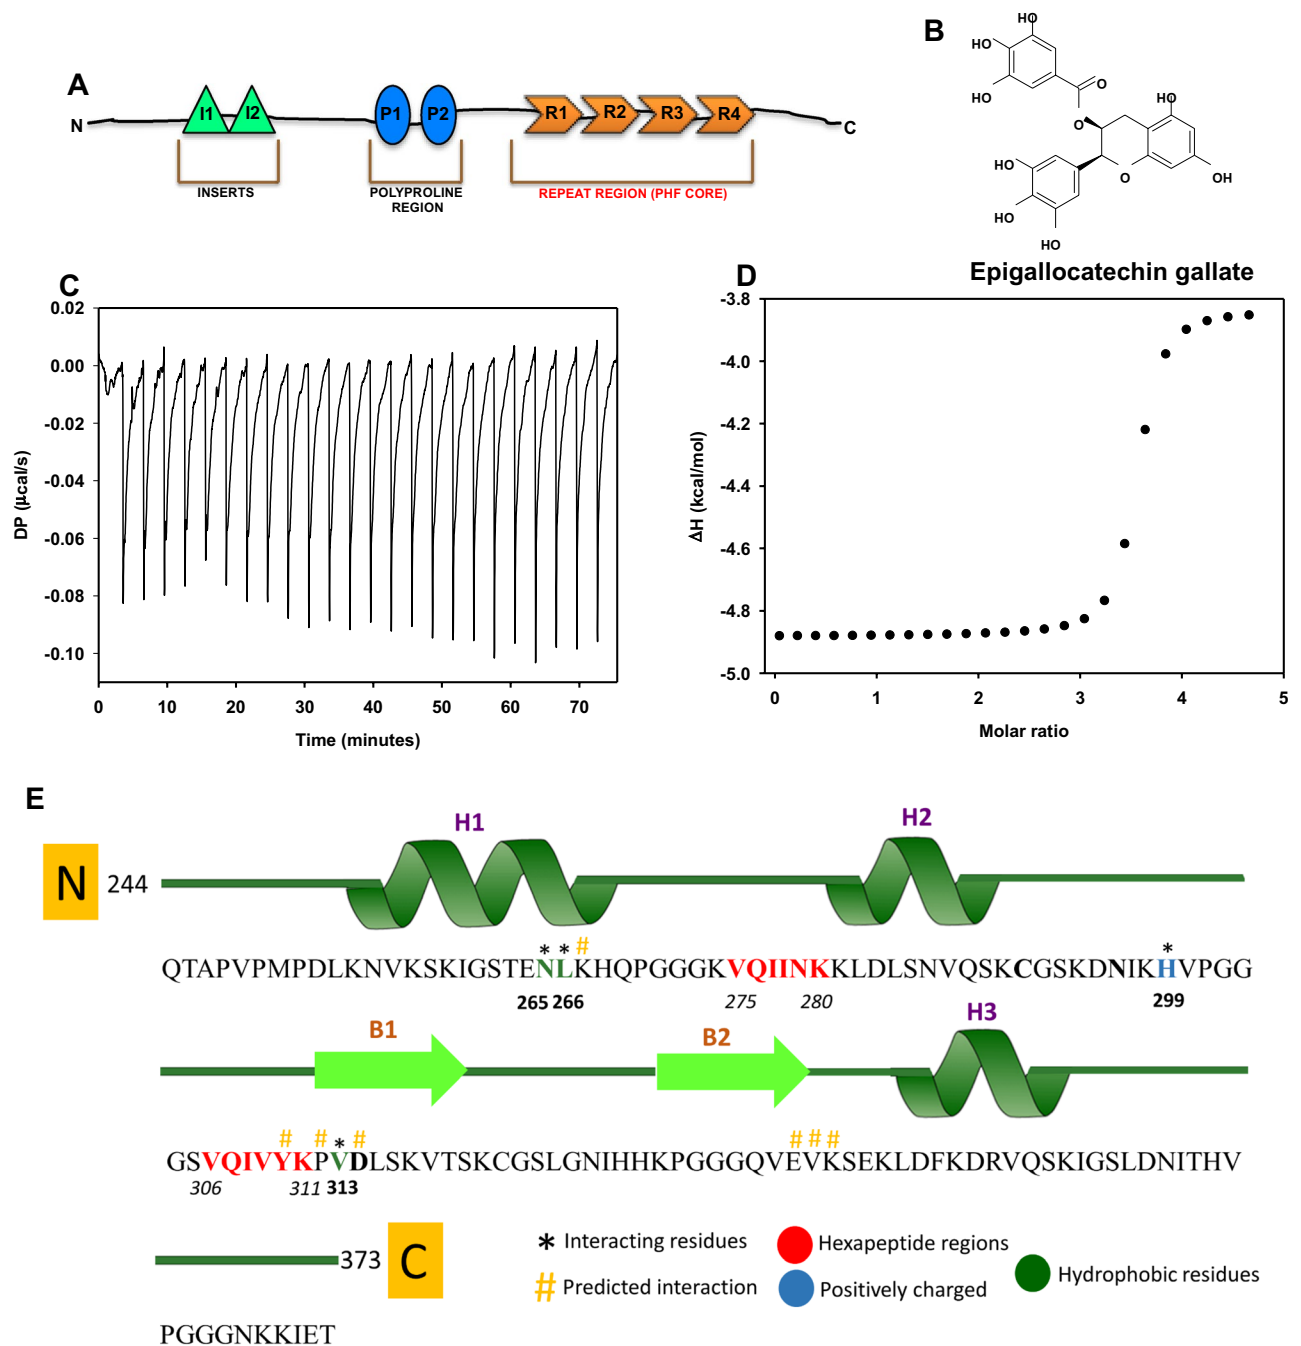 A
N
I1 I2
P1 P2
R1 R2 R3 R4
C
INSERTS
POLYPROLINE
REGION
REPEAT REGION (PHF CORE)
B
HO
HO
HO
O
O
HO
HO
HO
HO
O
OH
Epigallocatechin gallate
C
0.02
0.00
-0.02
-0.04
-0.06
-0.08
-0.10
DP (μcal/s)
0 10 20 30 40 50 60 70
Time (minutes)
D
-3.8
-4.0
-4.2
-4.4
-4.6
-4.8
-5.0
ΔH (kcal/mol)
0 1 2 3 4 5
Molar ratio
E
H1 H2
N 244
* * # *
QTAPVPMPDLKNVKSKIGSTENLKHQPGGGKVQIINKKLDLSNVQSKCGSKDNIKHVPGG
265 266 275 280 299
B1 B2 H3
# # * # # # #
GSVQIVYKPVDLSKVTSKCGSLGNIHHKPGGGQVEVKSEKLDFKDRVQSKIGSLDNITHV
306 311 313
373 C
PGGGNKKIET
* Interacting residues
# Predicted interaction
Hexapeptide regions
Positively charged
Hydrophobic residues